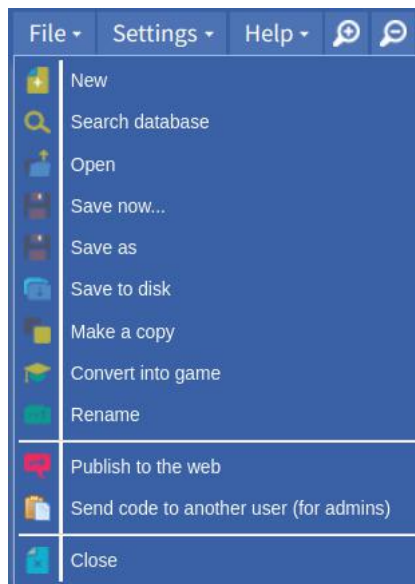 File Settings Help
New
Search database
Open
Save now...
Save as
Save to disk
Make a copy
Convert into game
Rename
Publish to the web
Send code to another user (for admins)
Close